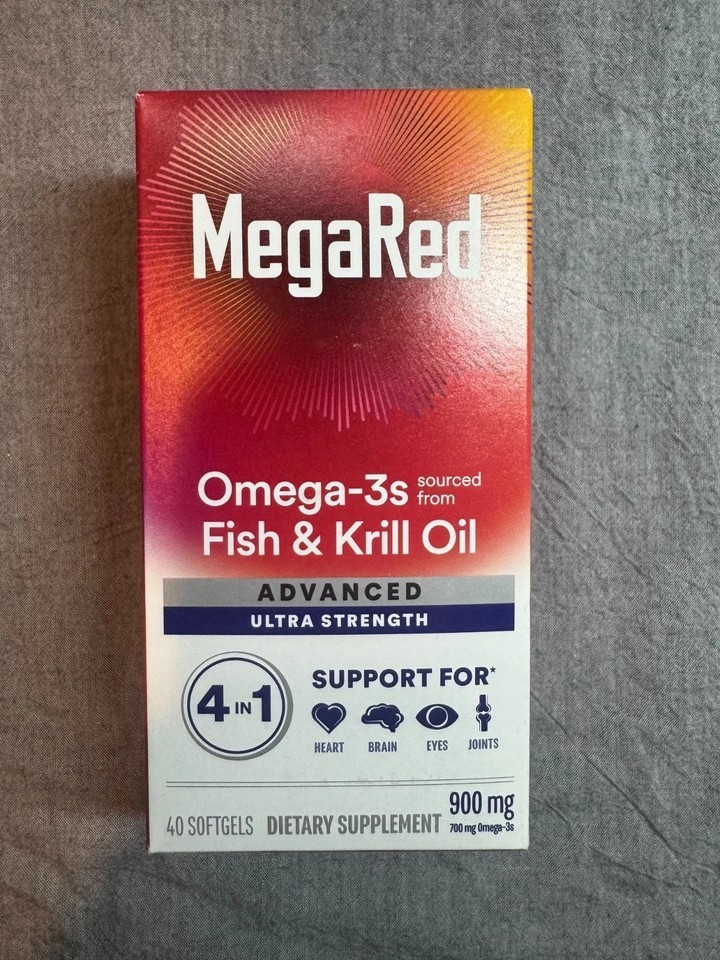 MegaRed
Omega-3s sourced from
Fish & Krill Oil
ADVANCED
ULTRA STRENGTH
4 IN 1
SUPPORT FOR*
HEART BRAIN EYES JOINTS
40 SOFTGELS DIETARY SUPPLEMENT 900 mg
700 mg Omega-3s